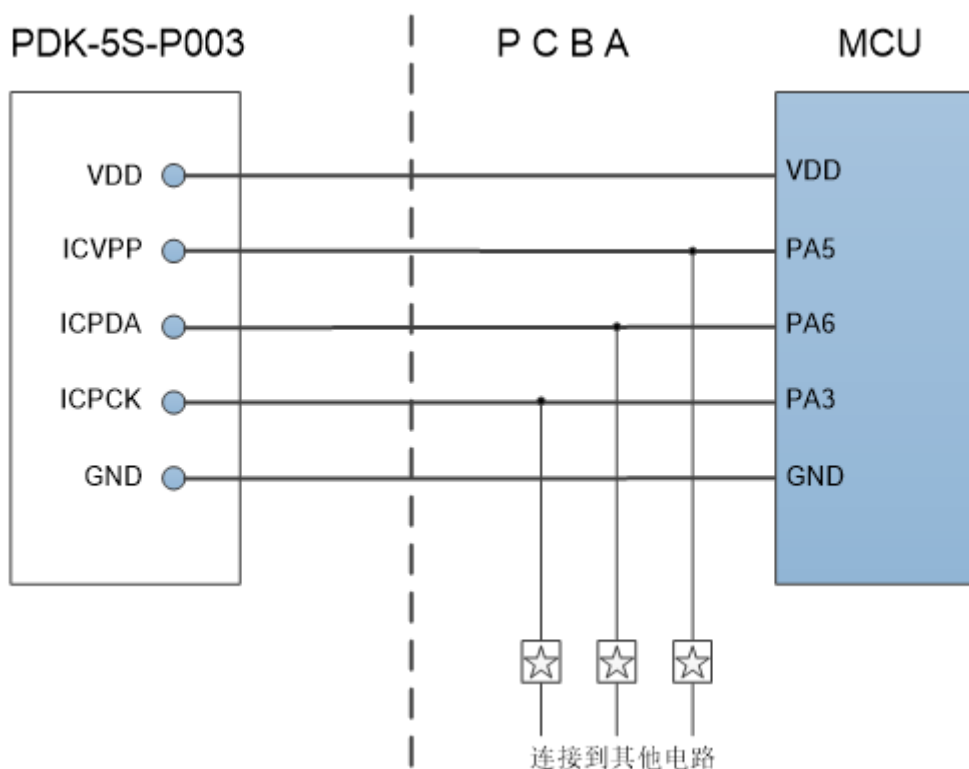 PDK-5S-P003 P C B A MCU
VDD VDD
ICVPP PA5
ICPDA PA6
ICPCK PA3
GND GND
连接到其他电路